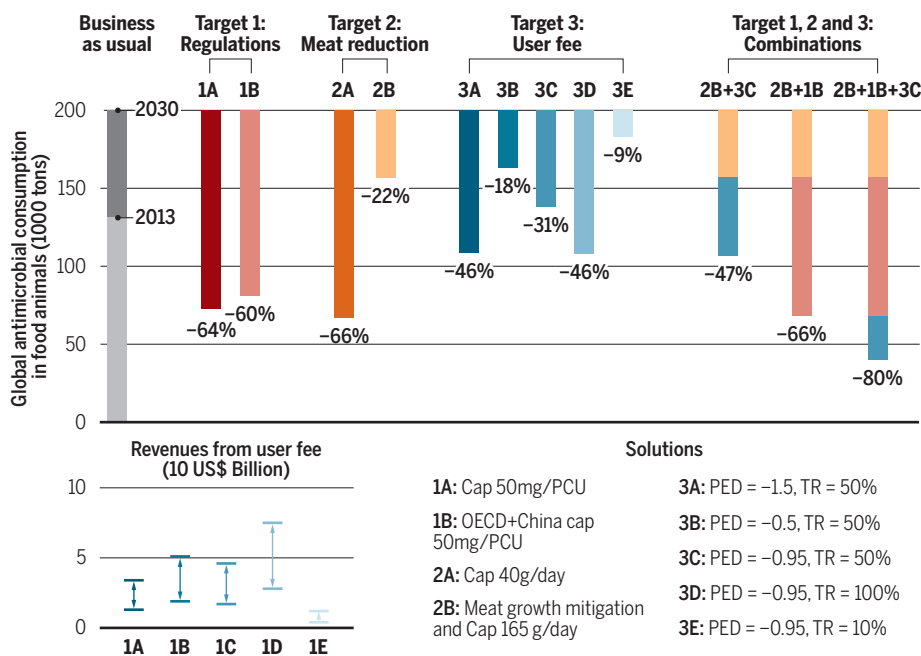 Business
as usual
Target 1:
Regulations
Target 2:
Meat reduction
Target 3:
User fee
Target 1, 2 and 3:
Combinations
1A 1B 2A 2B 3A 3B 3C 3D 3E 2B+3C 2B+1B 2B+1B+3C
Global antimicrobial consumption
in food animals (1000 tons)
200
150
100
50
0
2030
2013
−64%
−60%
−66%
−22%
−46%
−18%
−31%
−46%
−9%
−47%
−66%
−80%
Revenues from user fee
(10 US$ Billion)
10
5
0
1A 1B 1C 1D 1E
Solutions
1A: Cap 50mg/PCU
1B: OECD+China cap
50mg/PCU
2A: Cap 40g/day
2B: Meat growth mitigation
and Cap 165 g/day
3A: PED = −1.5, TR = 50%
3B: PED = −0.5, TR = 50%
3C: PED = −0.95, TR = 50%
3D: PED = −0.95, TR = 100%
3E: PED = −0.95, TR = 10%